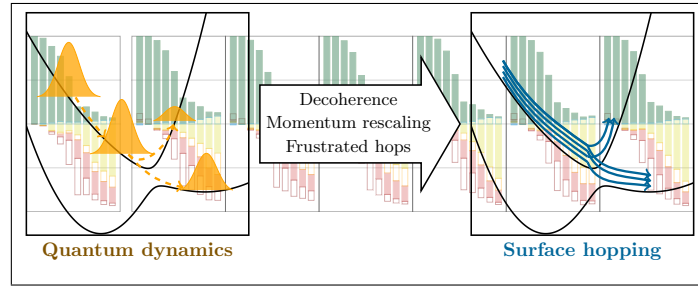 Decoherence
Momentum rescaling
Frustrated hops
Quantum dynamics
Surface hopping